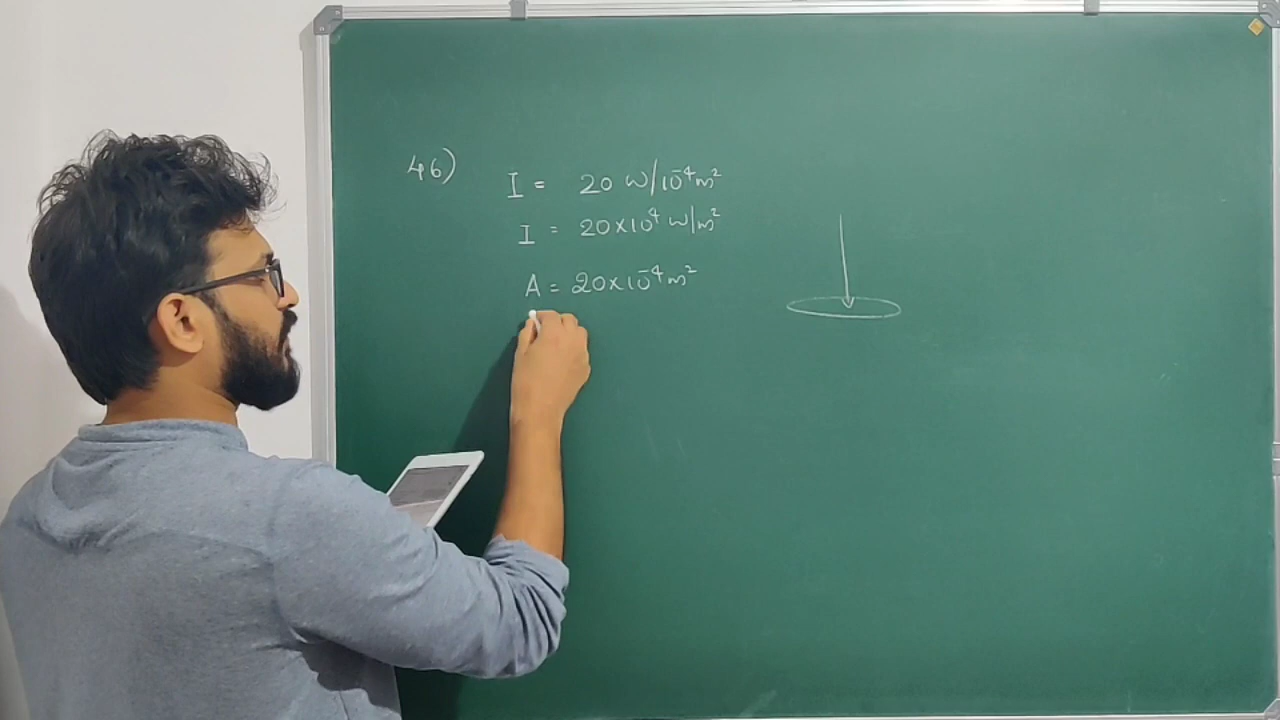 46)
I = 20 W/10⁻⁴m²
I = 20×10⁴ W/m²
A = 20×10⁻⁴m²